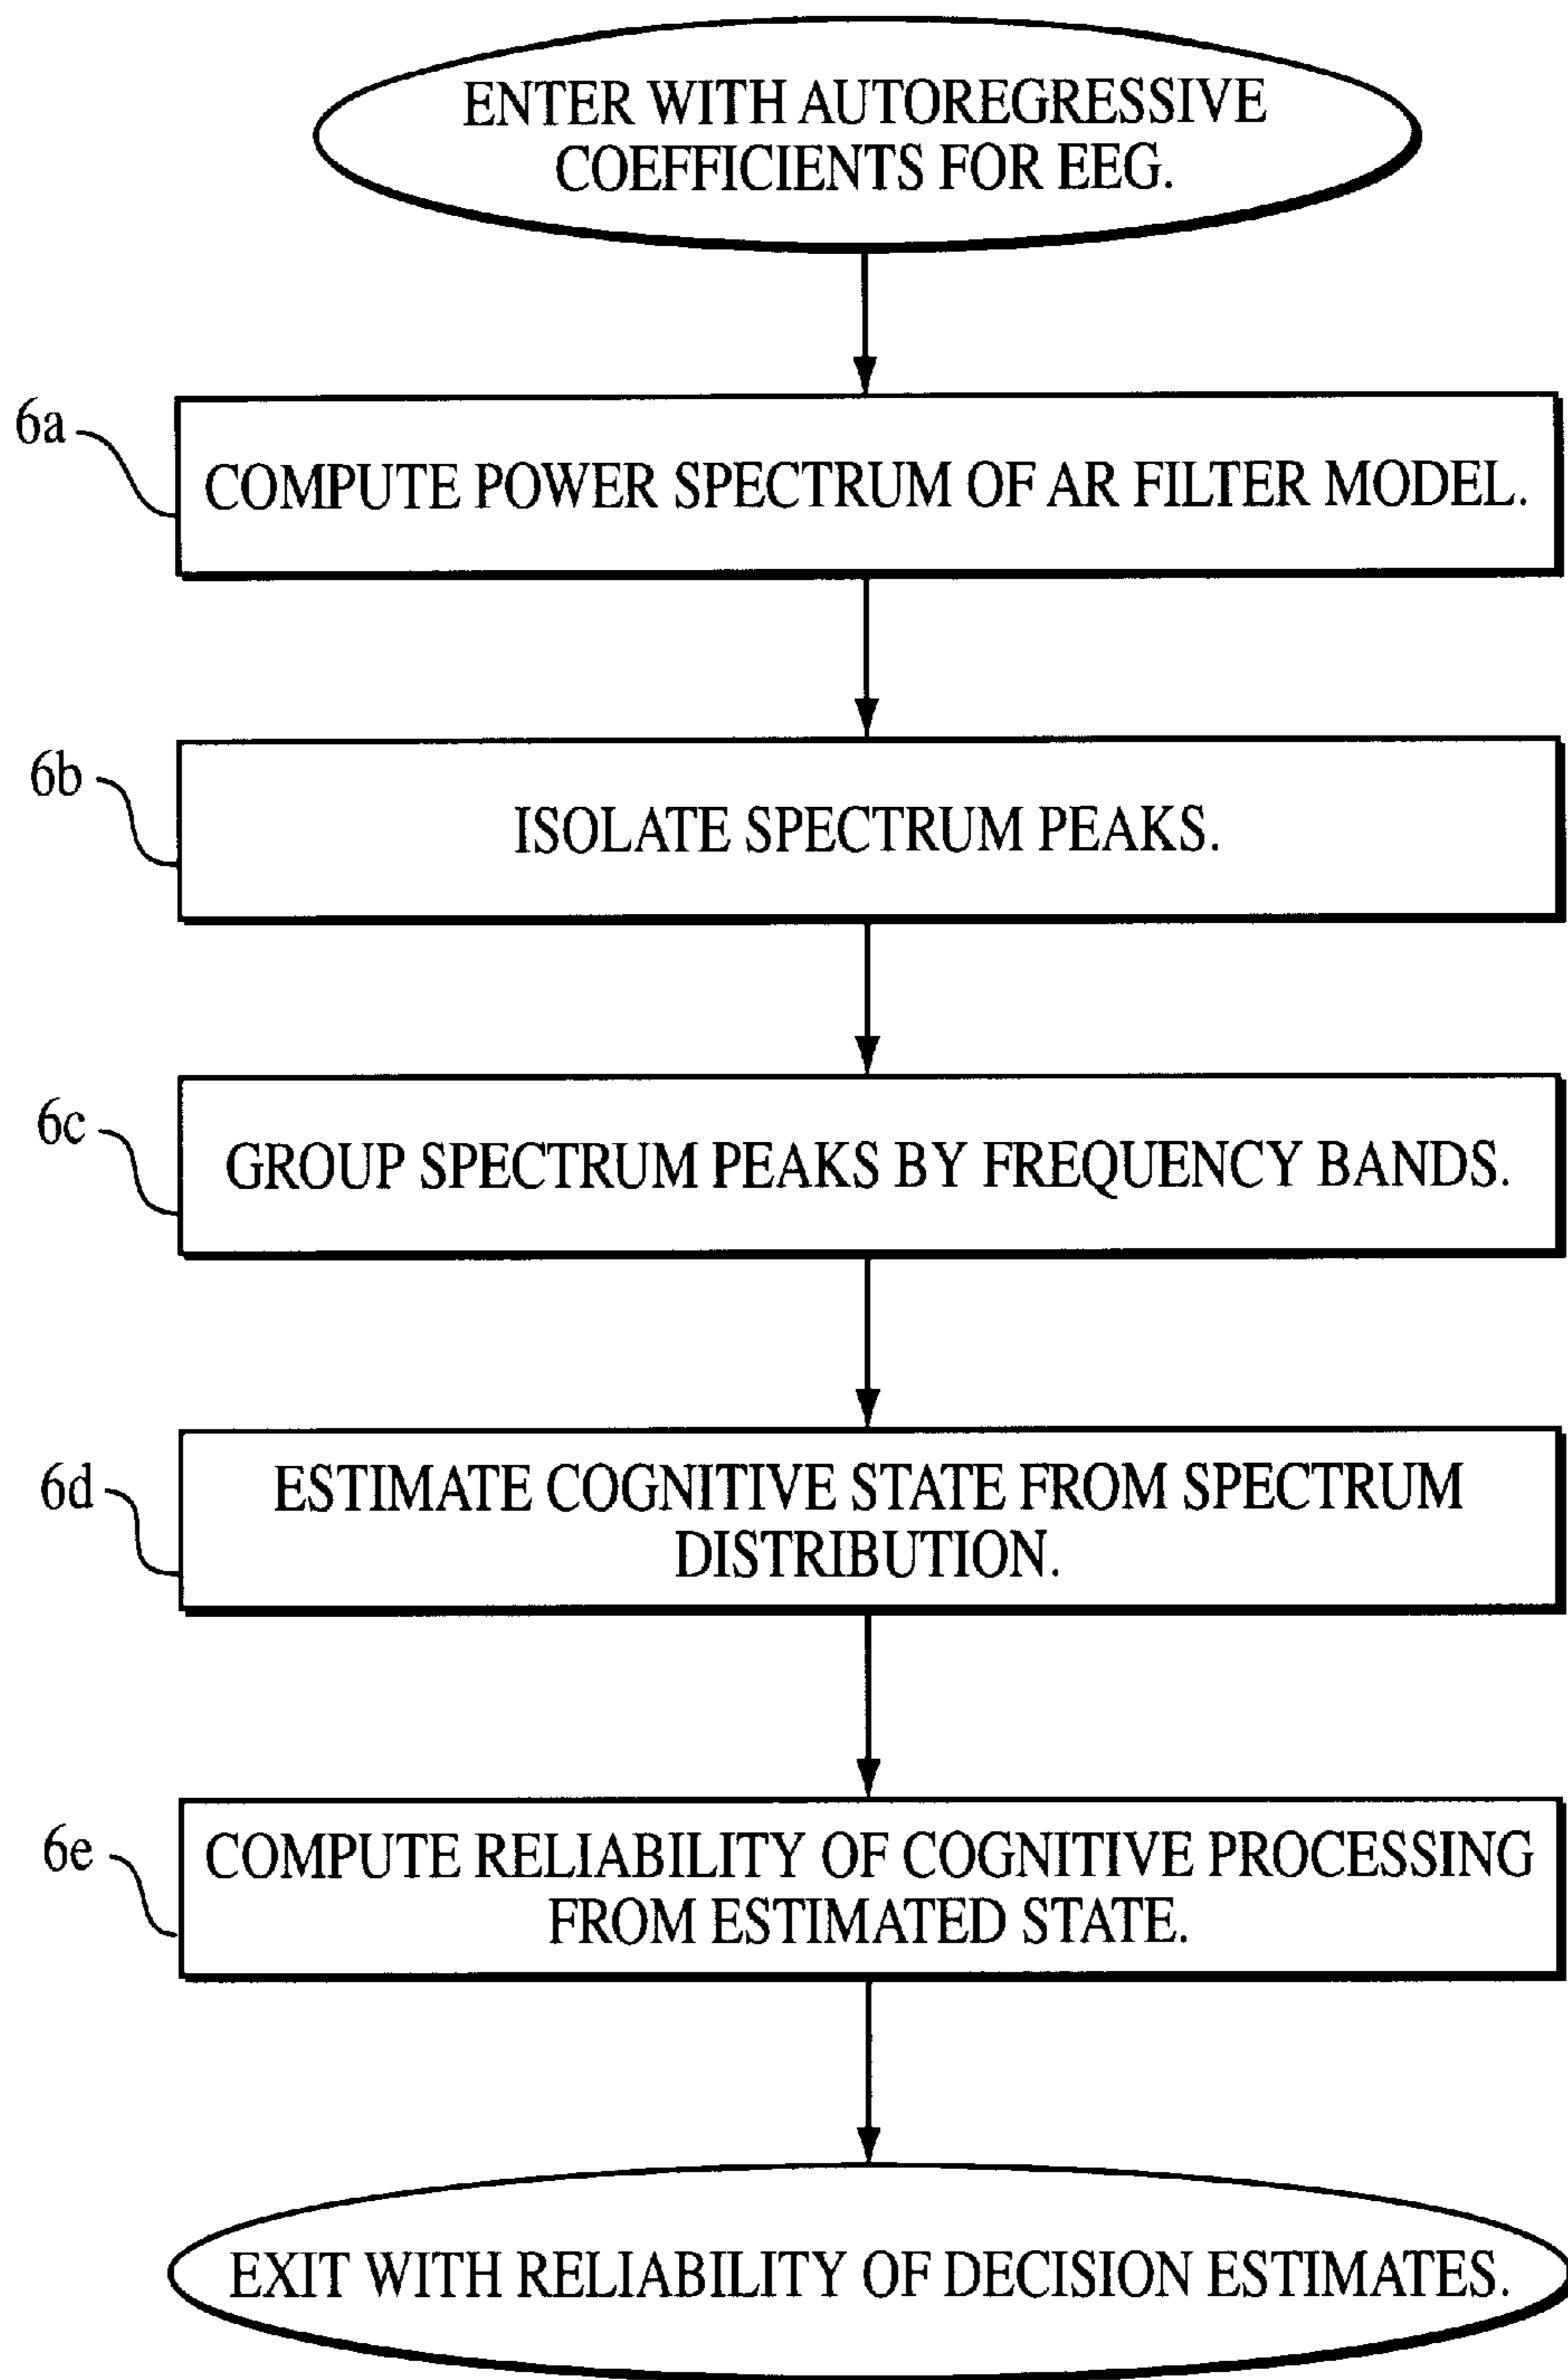 ENTER WITH AUTOREGRESSIVE
COEFFICIENTS FOR EEG.
6a
COMPUTE POWER SPECTRUM OF AR FILTER MODEL.
6b
ISOLATE SPECTRUM PEAKS.
6c
GROUP SPECTRUM PEAKS BY FREQUENCY BANDS.
6d
ESTIMATE COGNITIVE STATE FROM SPECTRUM
DISTRIBUTION.
6e
COMPUTE RELIABILITY OF COGNITIVE PROCESSING
FROM ESTIMATED STATE.
EXIT WITH RELIABILITY OF DECISION ESTIMATES.